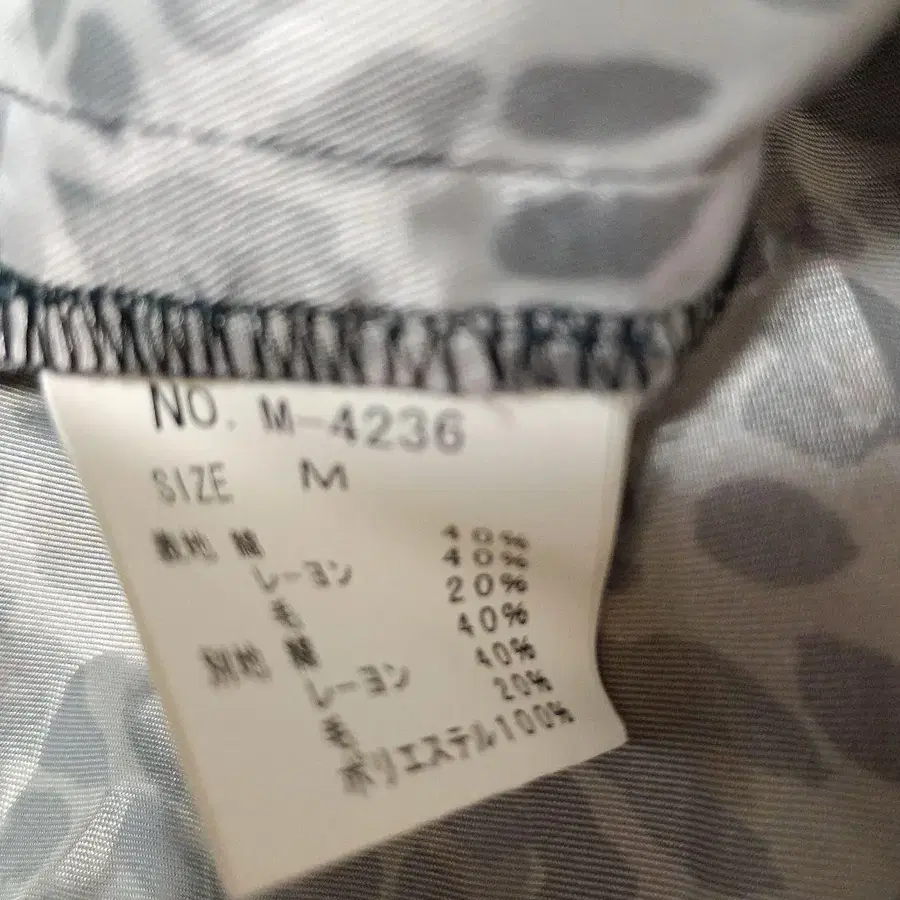 NO. M-4236
SIZE M
表地 綿 40%
レーヨン 40%
毛 20%
別地 綿 40%
レーヨン 40%
毛 20%
ポリエステル100%